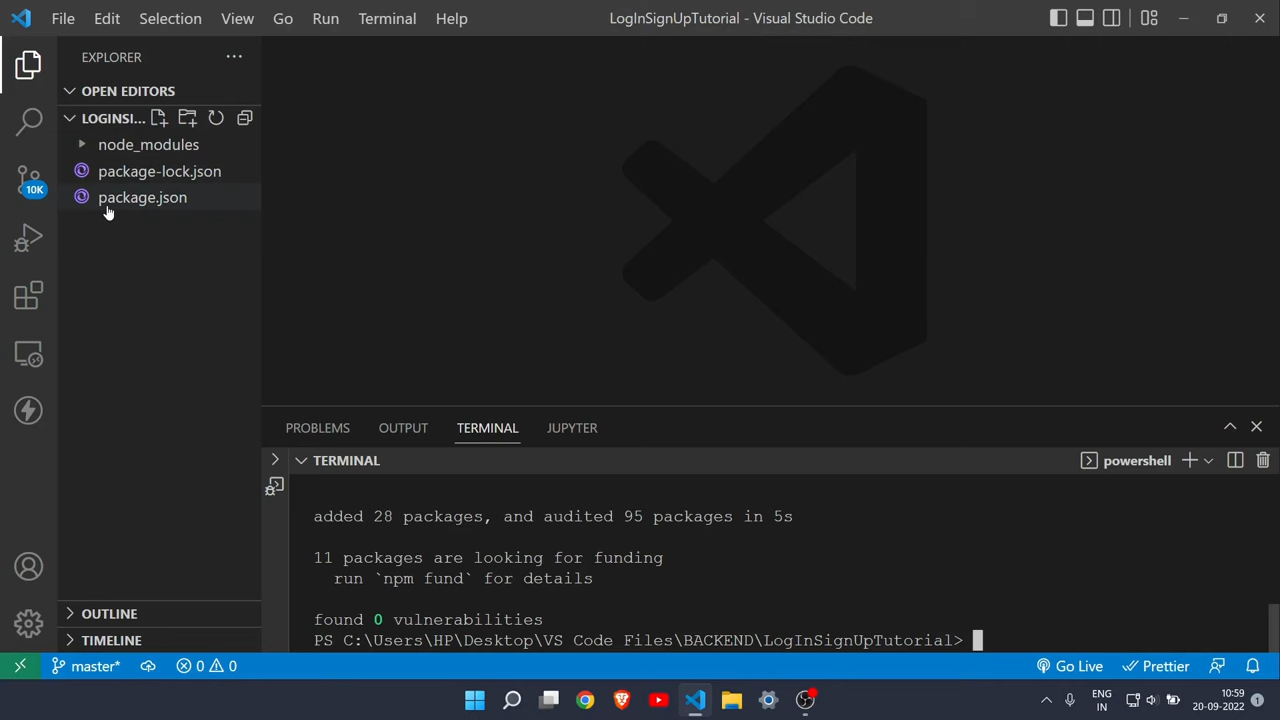 File Edit Selection View Go Run Terminal Help
LogInSignUpTutorial - Visual Studio Code
EXPLORER
OPEN EDITORS
LOGINSI...
node_modules
package-lock.json
package.json
10K
OUTLINE
TIMELINE
PROBLEMS OUTPUT TERMINAL JUPYTER
TERMINAL
powershell
added 28 packages, and audited 95 packages in 5s
11 packages are looking for funding
run `npm fund` for details
found 0 vulnerabilities
PS C:\Users\HP\Desktop\VS Code Files\BACKEND\LogInSignUpTutorial>
master* 0 0 Go Live Prettier
ENG
IN
10:59
20-09-2022
1